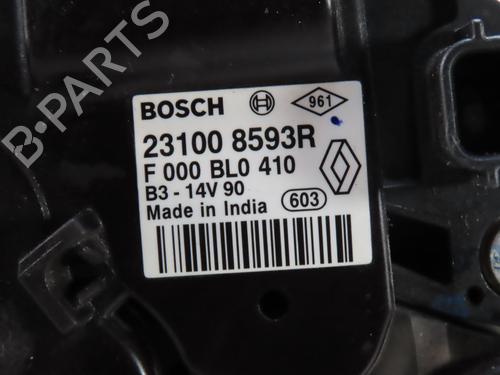 BOSCH
961
23100 8593R
F 000 BL0 410
B3 - 14V 90
Made in India
603
B-PARTS